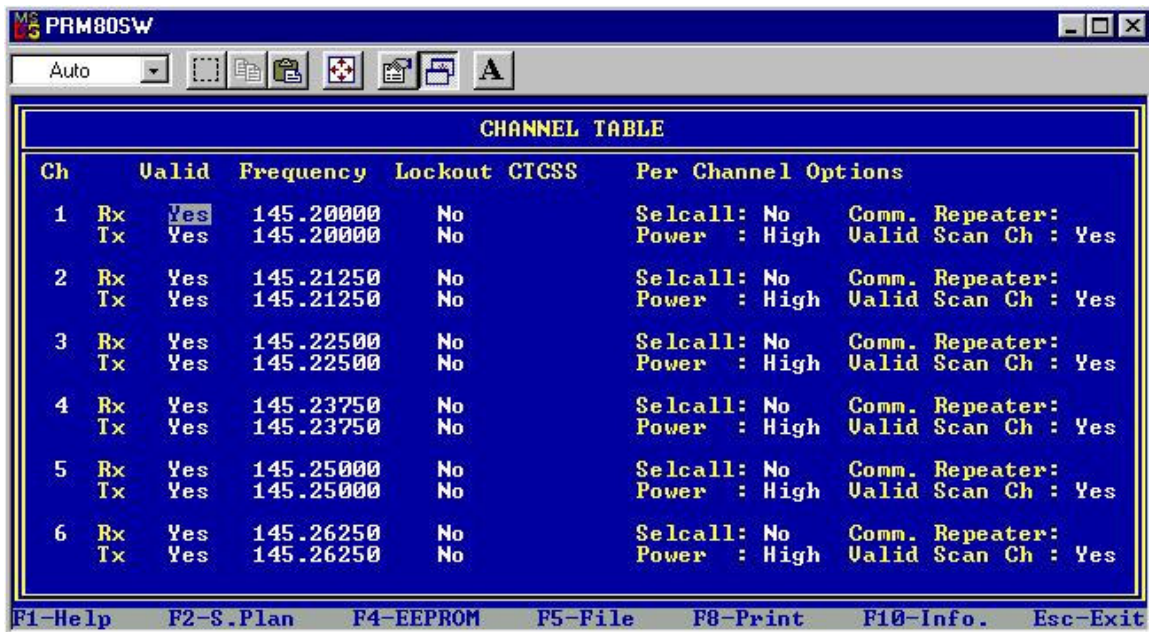 PRM80SW
Auto A
CHANNEL TABLE
Ch Valid Frequency Lockout CTCSS Per Channel Options
1 Rx Yes 145.20000 No Selcall: No Comm. Repeater:
Tx Yes 145.20000 No Power : High Valid Scan Ch : Yes
2 Rx Yes 145.21250 No Selcall: No Comm. Repeater:
Tx Yes 145.21250 No Power : High Valid Scan Ch : Yes
3 Rx Yes 145.22500 No Selcall: No Comm. Repeater:
Tx Yes 145.22500 No Power : High Valid Scan Ch : Yes
4 Rx Yes 145.23750 No Selcall: No Comm. Repeater:
Tx Yes 145.23750 No Power : High Valid Scan Ch : Yes
5 Rx Yes 145.25000 No Selcall: No Comm. Repeater:
Tx Yes 145.25000 No Power : High Valid Scan Ch : Yes
6 Rx Yes 145.26250 No Selcall: No Comm. Repeater:
Tx Yes 145.26250 No Power : High Valid Scan Ch : Yes
F1-Help F2-S.Plan F4-EEPROM F5-File F8-Print F10-Info. Esc-Exit